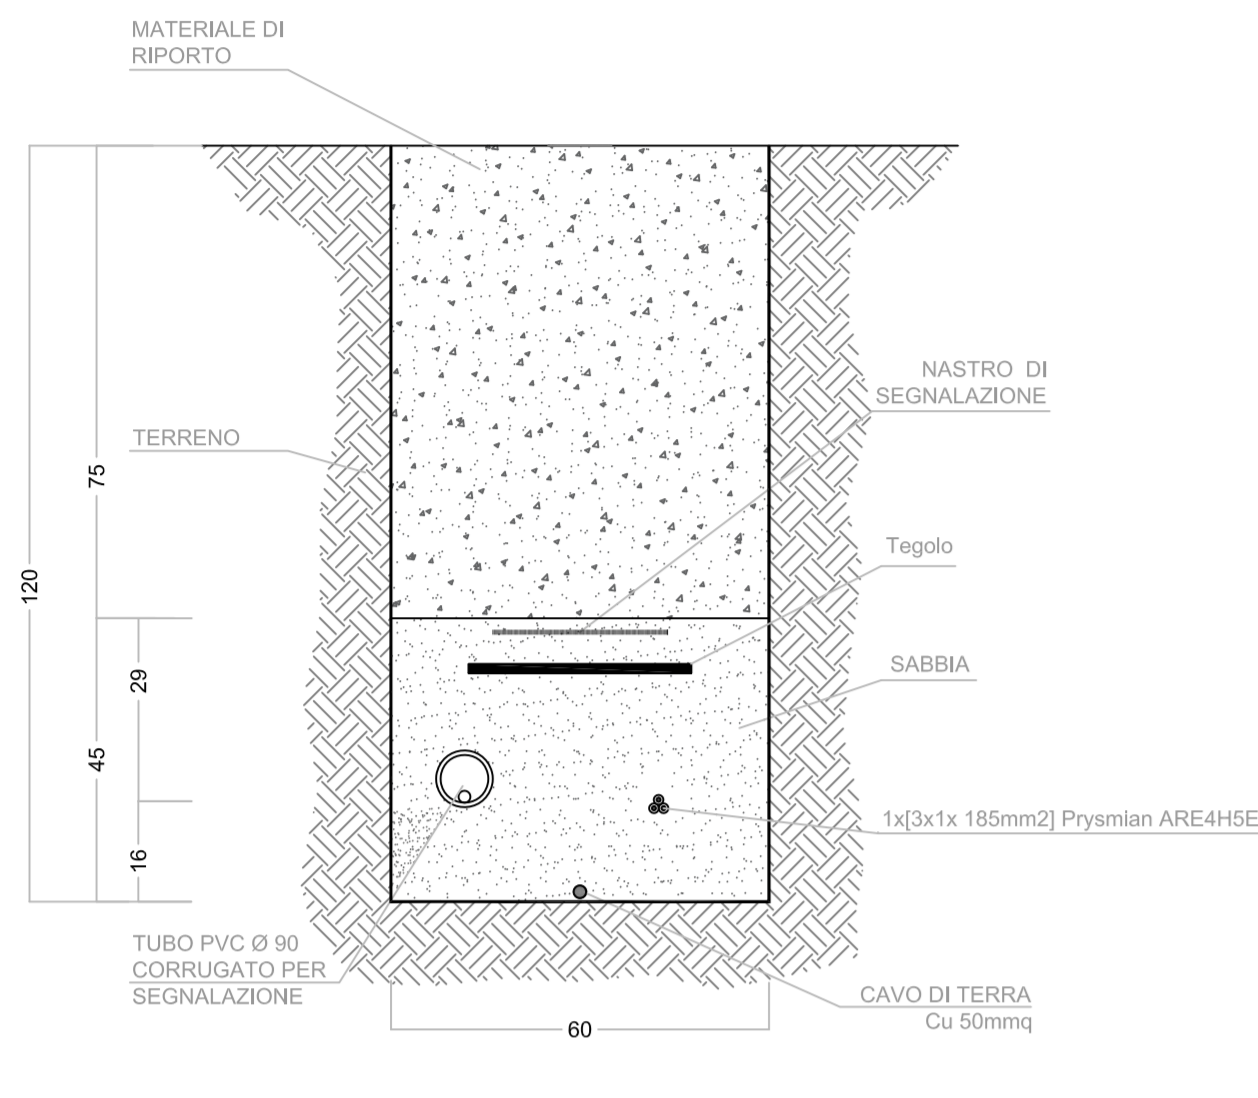 MATERIALE DI
RIPORTO
NASTRO DI
SEGNALAZIONE
TERRENO
75
Tegolo
120
SABBIA
29
45
1x[3x1x 185mm2] Prysmian ARE4H5E
16
TUBO PVC Ø 90
CORRUGATO PER
SEGNALAZIONE
CAVO DI TERRA
Cu 50mmq
60